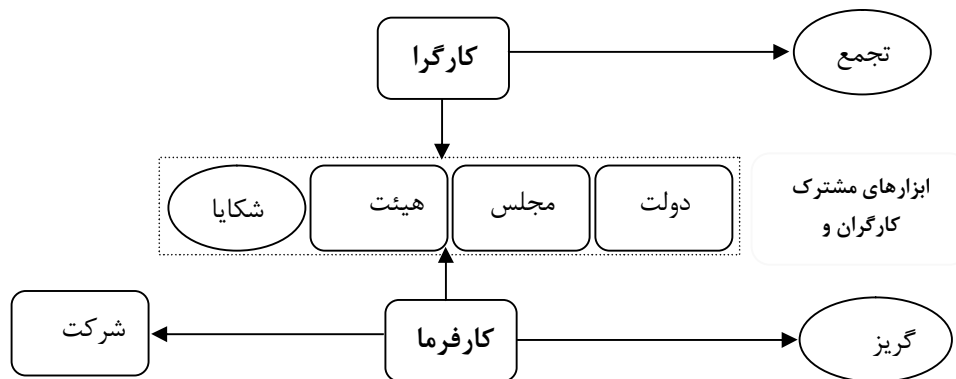 کارگرا
تجمع
ابزارهای مشترک
کارگران و
دولت
مجلس
هیئت
شکایا
کارفرما
شرکت
گریز